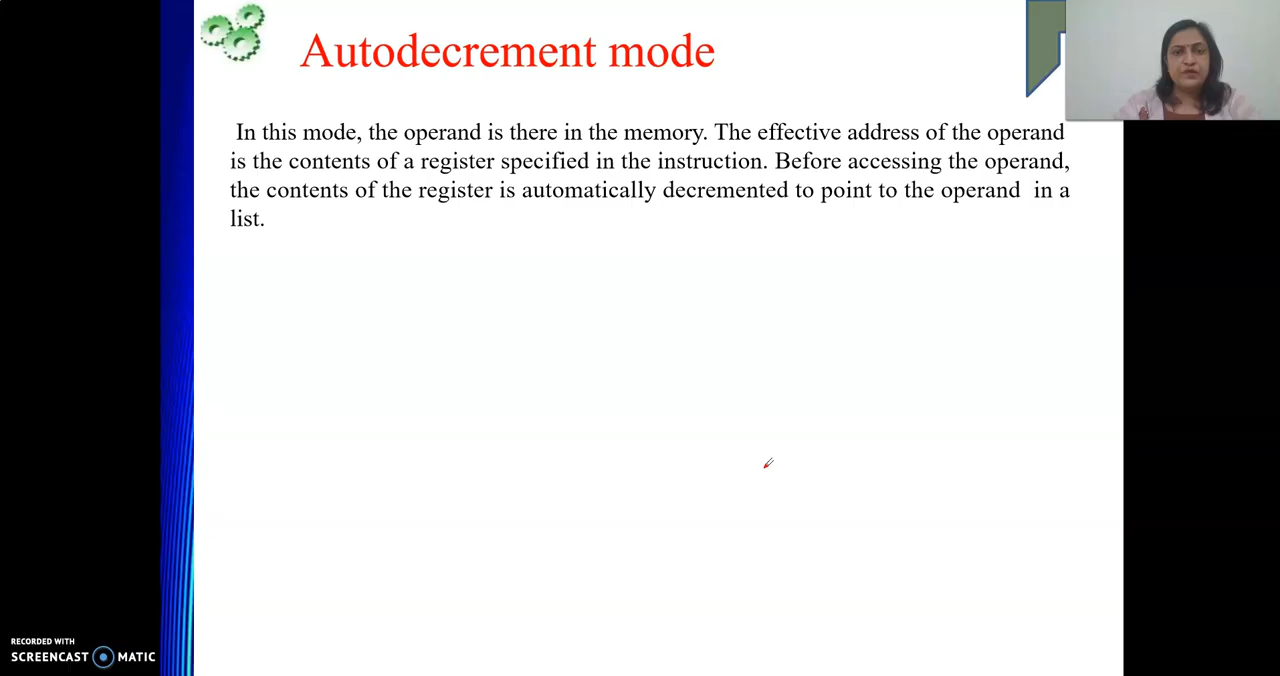 Autodecrement mode
In this mode, the operand is there in the memory. The effective address of the operand
is the contents of a register specified in the instruction. Before accessing the operand,
the contents of the register is automatically decremented to point to the operand in a
list.
RECORDED WITH
SCREENCAST MATIC